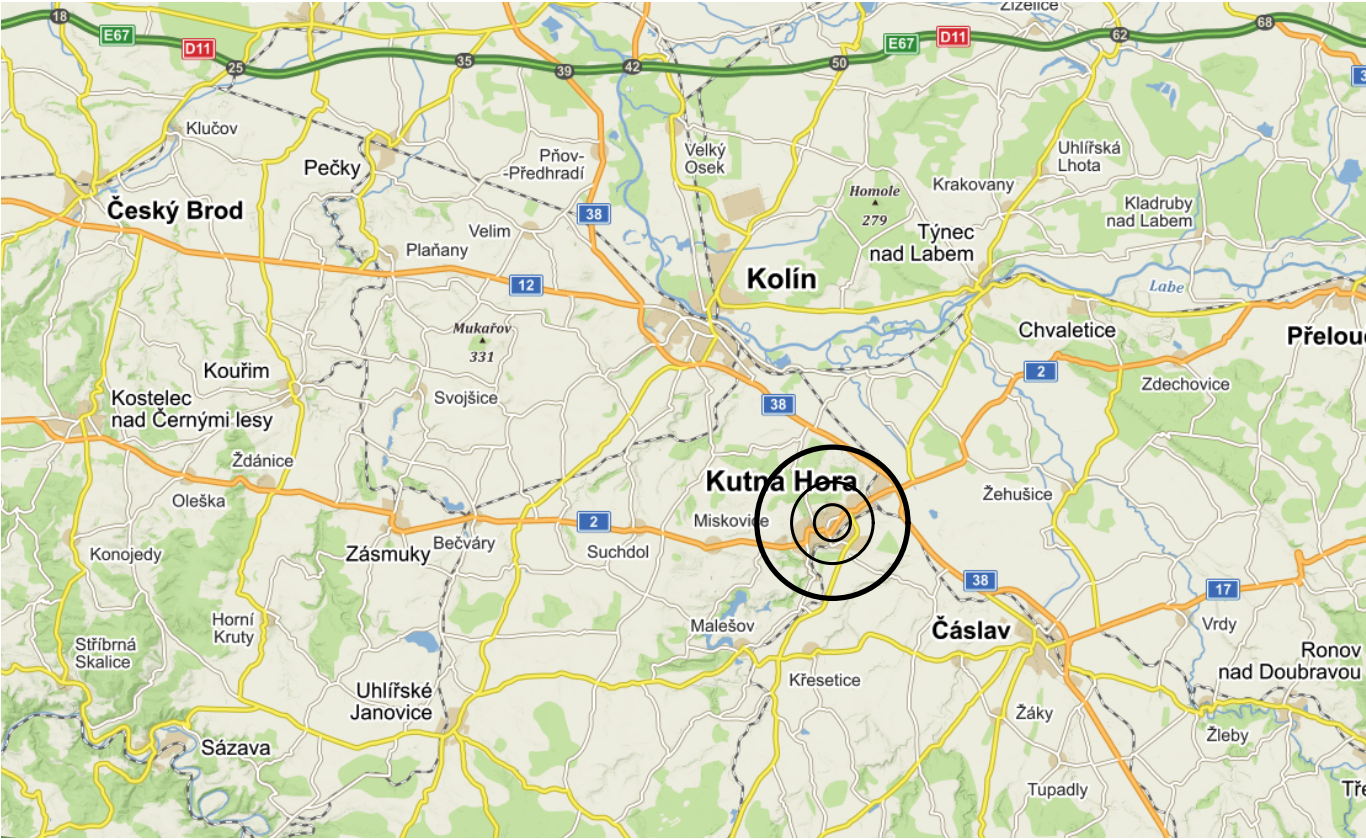 Žiželice
18
E67
D11
25
35
39
42
50
E67
D11
62
68
Klučov
Pečky
Pňov-
-Předhradí
Velký
Osek
Uhlířská
Lhota
Krakovany
Homole
279
Kladruby
nad Labem
Český Brod
38
Velim
Týnec
nad Labem
Plaňany
12
Kolín
Labe
Mukařov
331
Chvaletice
Kouřim
Svojšice
2
Zdechovice
Kostelec
nad Černými lesy
38
Ždánice
Oleška
Kutná Hora
Žehušice
Miskovice
2
Zásmuky
Bečváry
Suchdol
Konojedy
38
17
Horní
Kruty
Malešov
Čáslav
Vrdy
Stříbrná
Skalice
Ronov
nad Doubravou
Křesetice
Uhlířské
Janovice
Žáky
Žleby
Sázava
Tupadly